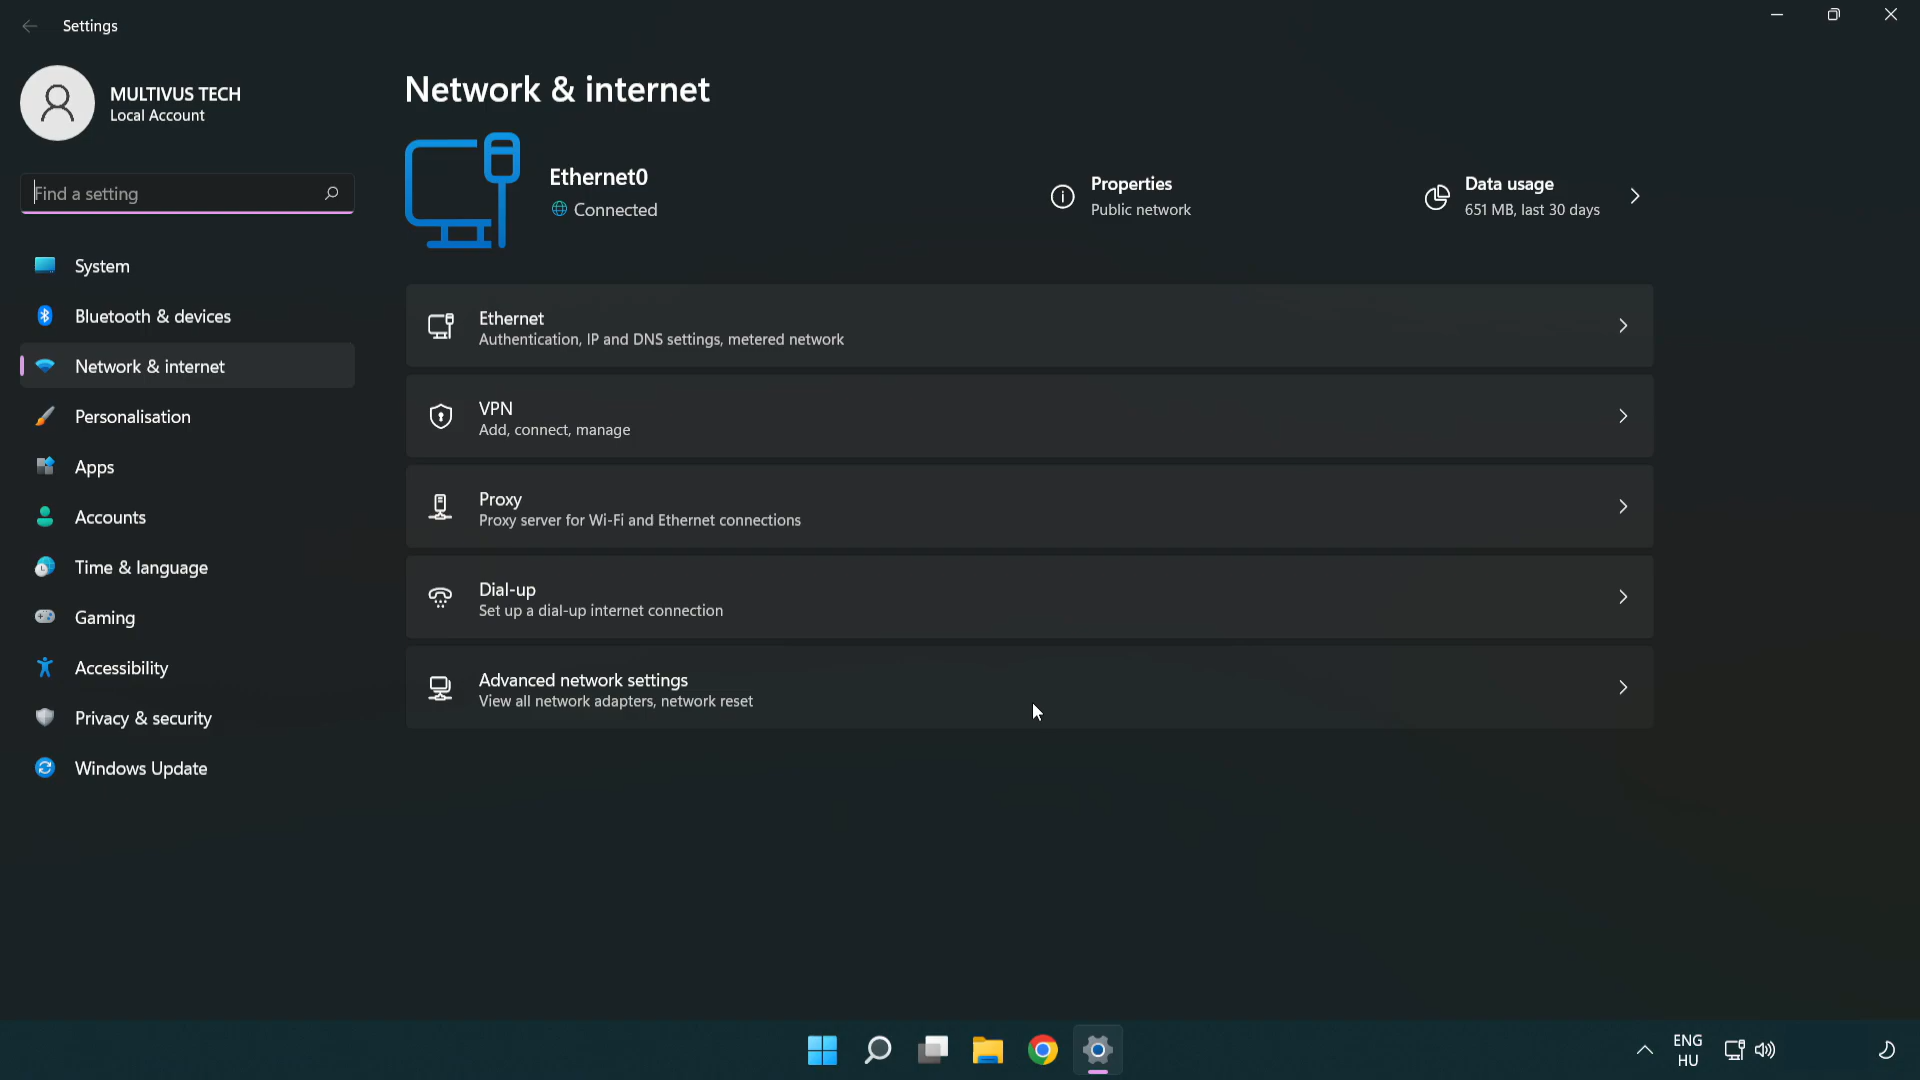 Settings
MULTIVUS TECH
Local Account
Find a setting
System
Bluetooth & devices
Network & internet
Personalisation
Apps
Accounts
Time & language
Gaming
Accessibility
Privacy & security
Windows Update
Network & internet
Ethernet0
Connected
Properties
Public network
Data usage
651 MB, last 30 days
Ethernet
Authentication, IP and DNS settings, metered network
VPN
Add, connect, manage
Proxy
Proxy server for Wi-Fi and Ethernet connections
Dial-up
Set up a dial-up internet connection
Advanced network settings
View all network adapters, network reset
ENG
HU